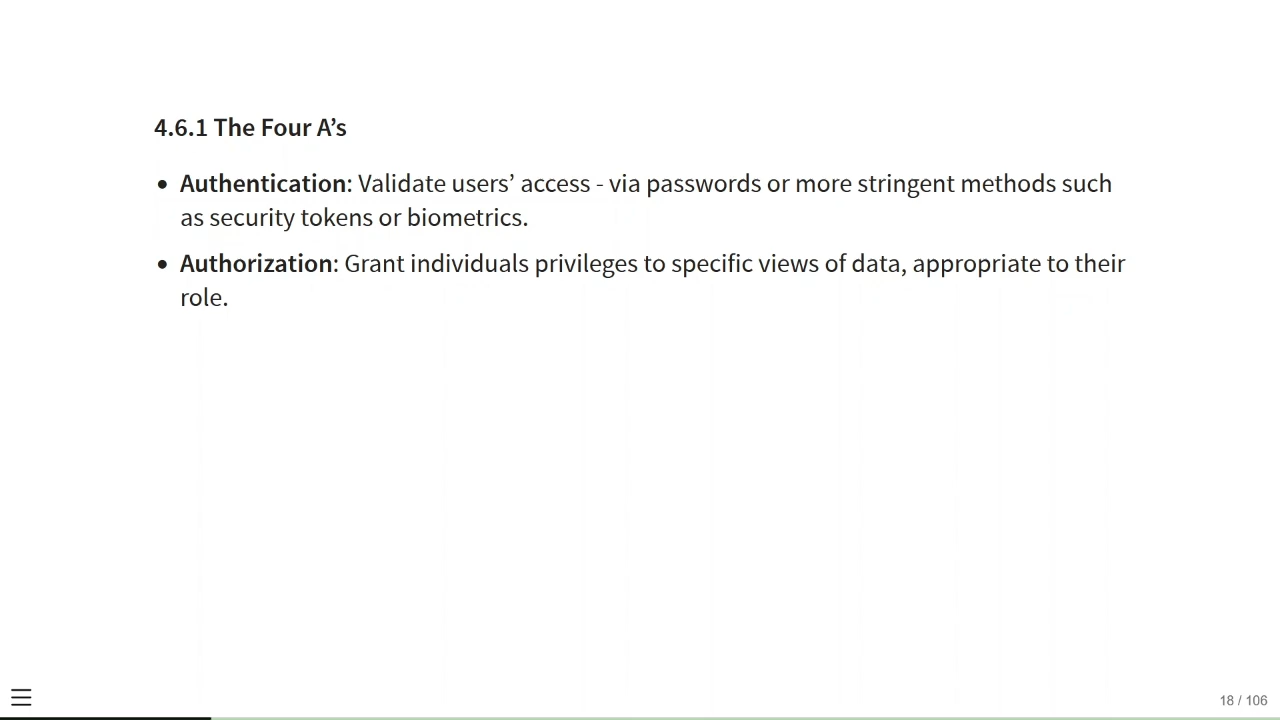 4.6.1 The Four A’s
• Authentication: Validate users’ access - via passwords or more stringent methods such
as security tokens or biometrics.
• Authorization: Grant individuals privileges to specific views of data, appropriate to their
role.
18 / 106